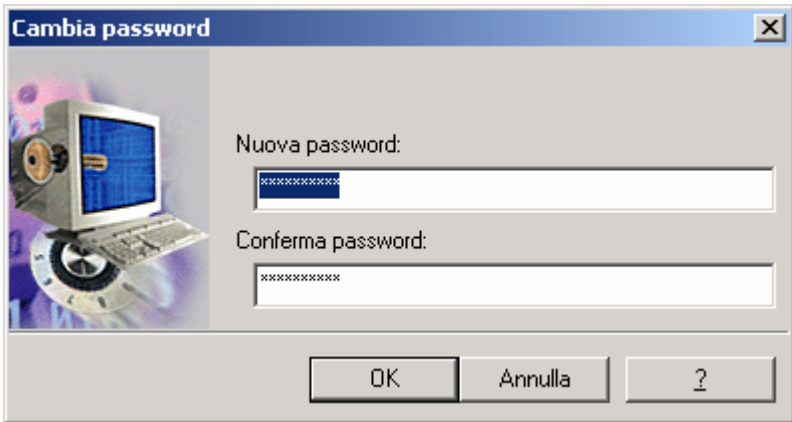 Cambia password
Nuova password:
**********
Conferma password:
**********
OK
Annulla
?